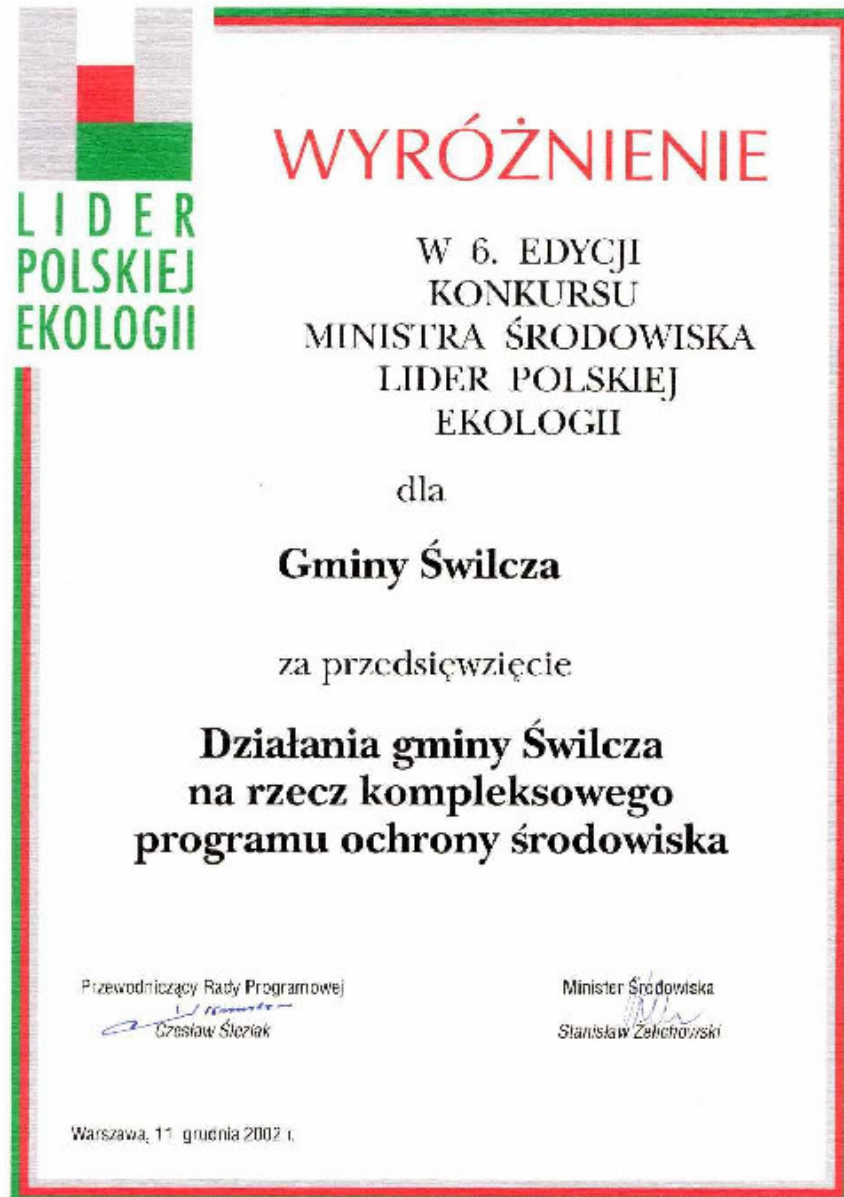 LIDER
POLSKIEJ
EKOLOGII
WYRÓŻNIENIE
W 6. EDYCJI
KONKURSU
MINISTRA ŚRODOWISKA
LIDER POLSKIEJ
EKOLOGII
dla
Gminy Świlcza
za przedsięwzięcie
Działania gminy Świlcza
na rzecz kompleksowego
programu ochrony środowiska
Przewodniczący Rady Programowej
Czesław Śleziak
Minister Środowiska
Stanisław Żelichowski
Warszawa, 11 grudnia 2002 r.